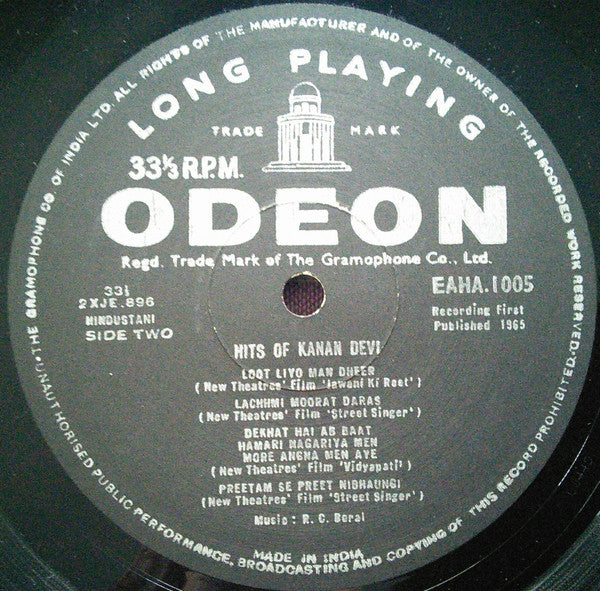 LONG PLAYING
TRADE MARK
33⅓ R.P.M.
ODEON
Regd. Trade Mark of The Gramophone Co., Ltd.
33⅓
2XJE.896
HINDUSTANI
SIDE TWO
EAHA.1005
Recording First
Published 1965
HITS OF KANAN DEVI
LOOT LIYO MAN DHEER
( New Theatres' Film 'Jawani Ki Reet' )
LACHHMI MOORAT DARAS
( New Theatres' Film 'Street Singer' )
DEKHAT HAI AB BAAT
HAMARI NAGARIYA MEN
MORE ANGNA MEN AYE
( New Theatres' Film 'Vidyapati' )
PREETAM SE PREET NIBHAUNGI
( New Theatres' Film 'Street Singer' )
Music : R. C. Boral
MADE IN INDIA
THE GRAMOPHONE CO OF INDIA LTD. ALL RIGHTS OF THE MANUFACTURER AND OF THE OWNER OF THE RECORDED WORK RESERVED. UNAUTHORISED PUBLIC PERFORMANCE, BROADCASTING AND COPYING OF THIS RECORD PROHIBITED.